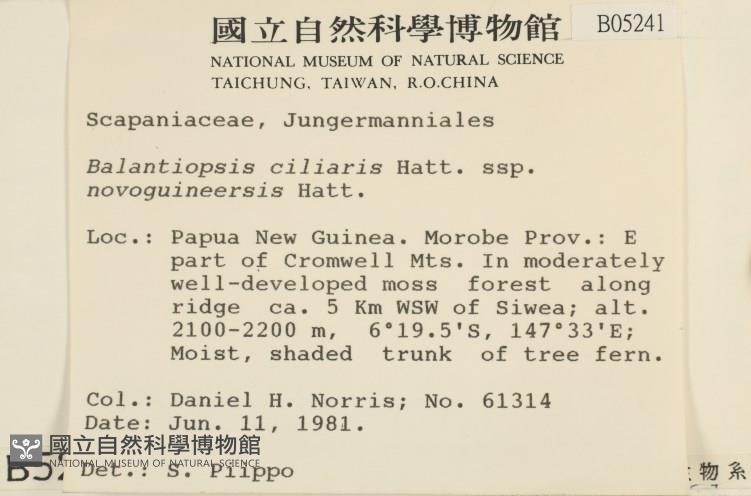 國立自然科學博物館
B05241
NATIONAL MUSEUM OF NATURAL SCIENCE
TAICHUNG, TAIWAN, R.O.CHINA
Scapaniaceae, Jungermanniales
Balantiopsis ciliaris Hatt. ssp.
novoguineersis Hatt.
Loc.: Papua New Guinea. Morobe Prov.: E
part of Cromwell Mts. In moderately
well-developed moss forest along
ridge ca. 5 Km WSW of Siwea; alt.
2100-2200 m, 6°19.5'S, 147°33'E;
Moist, shaded trunk of tree fern.
Col.: Daniel H. Norris; No. 61314
Date: Jun. 11, 1981.
國立自然科學博物館
NATIONAL MUSEUM OF NATURAL SCIENCE
Det.: S. Piippo
物系